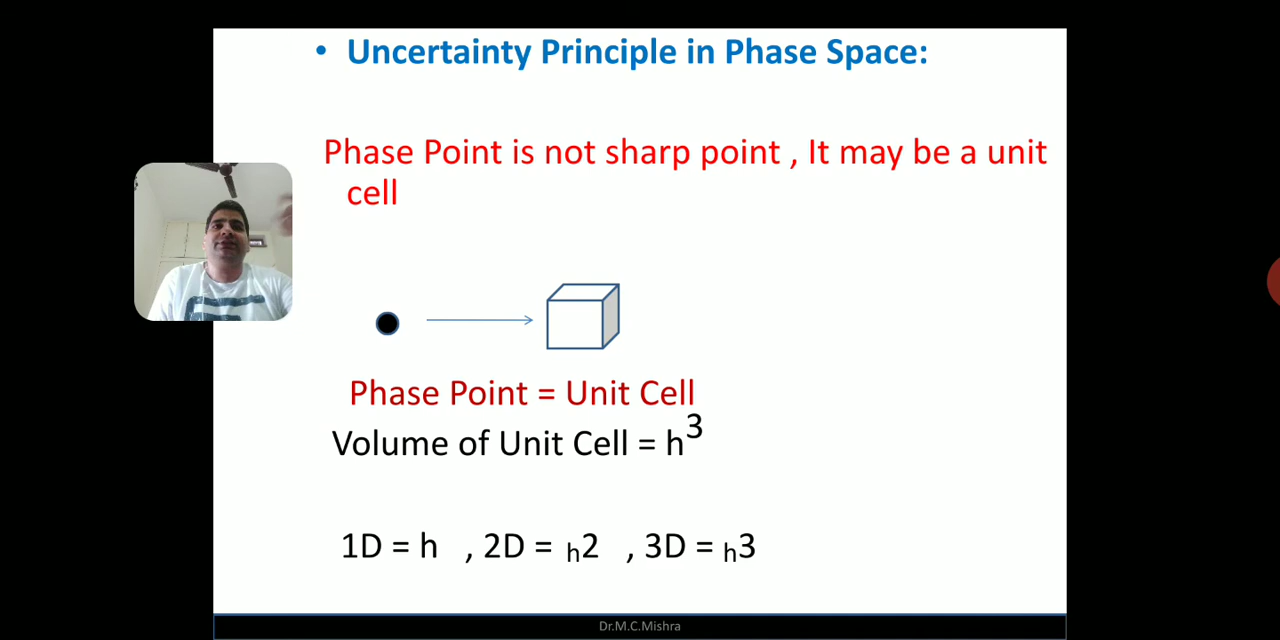 • Uncertainty Principle in Phase Space:
Phase Point is not sharp point , It may be a unit
cell
Phase Point = Unit Cell
Volume of Unit Cell = h³
1D = h , 2D = h2 , 3D = h3
Dr.M.C.Mishra